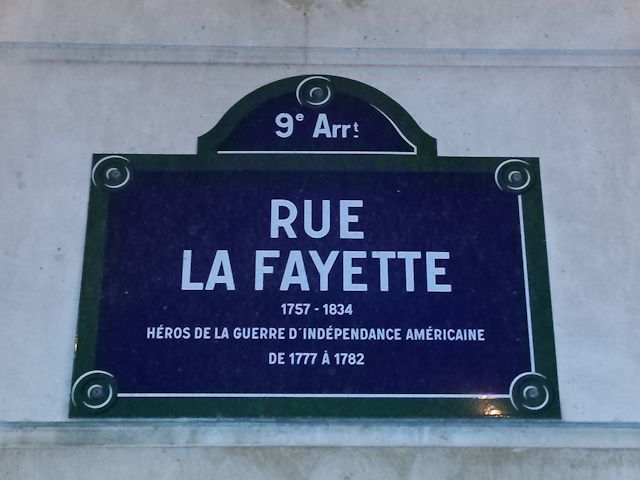 9e Arrt
RUE
LA FAYETTE
1757 - 1834
HÉROS DE LA GUERRE D'INDÉPENDANCE AMÉRICAINE
DE 1777 À 1782